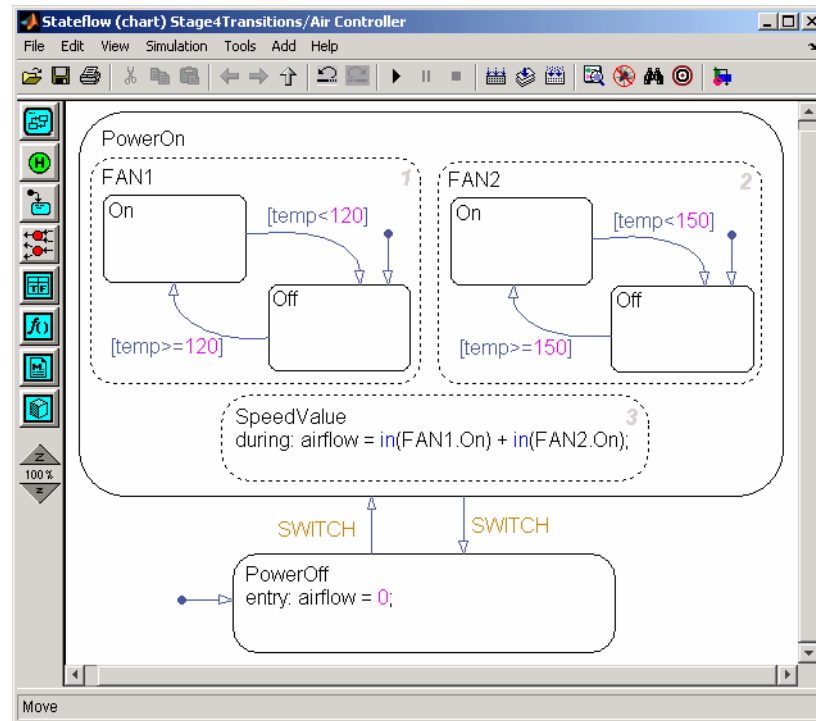 Stateflow (chart) Stage4Transitions/Air Controller
File Edit View Simulation Tools Add Help
PowerOn
FAN1
1
On
[temp<120]
Off
[temp>=120]
FAN2
2
On
[temp<150]
Off
[temp>=150]
SpeedValue
3
during: airflow = in(FAN1.On) + in(FAN2.On);
SWITCH
SWITCH
PowerOff
entry: airflow = 0;
H
TF
f()
M
Z
100%
z
Move